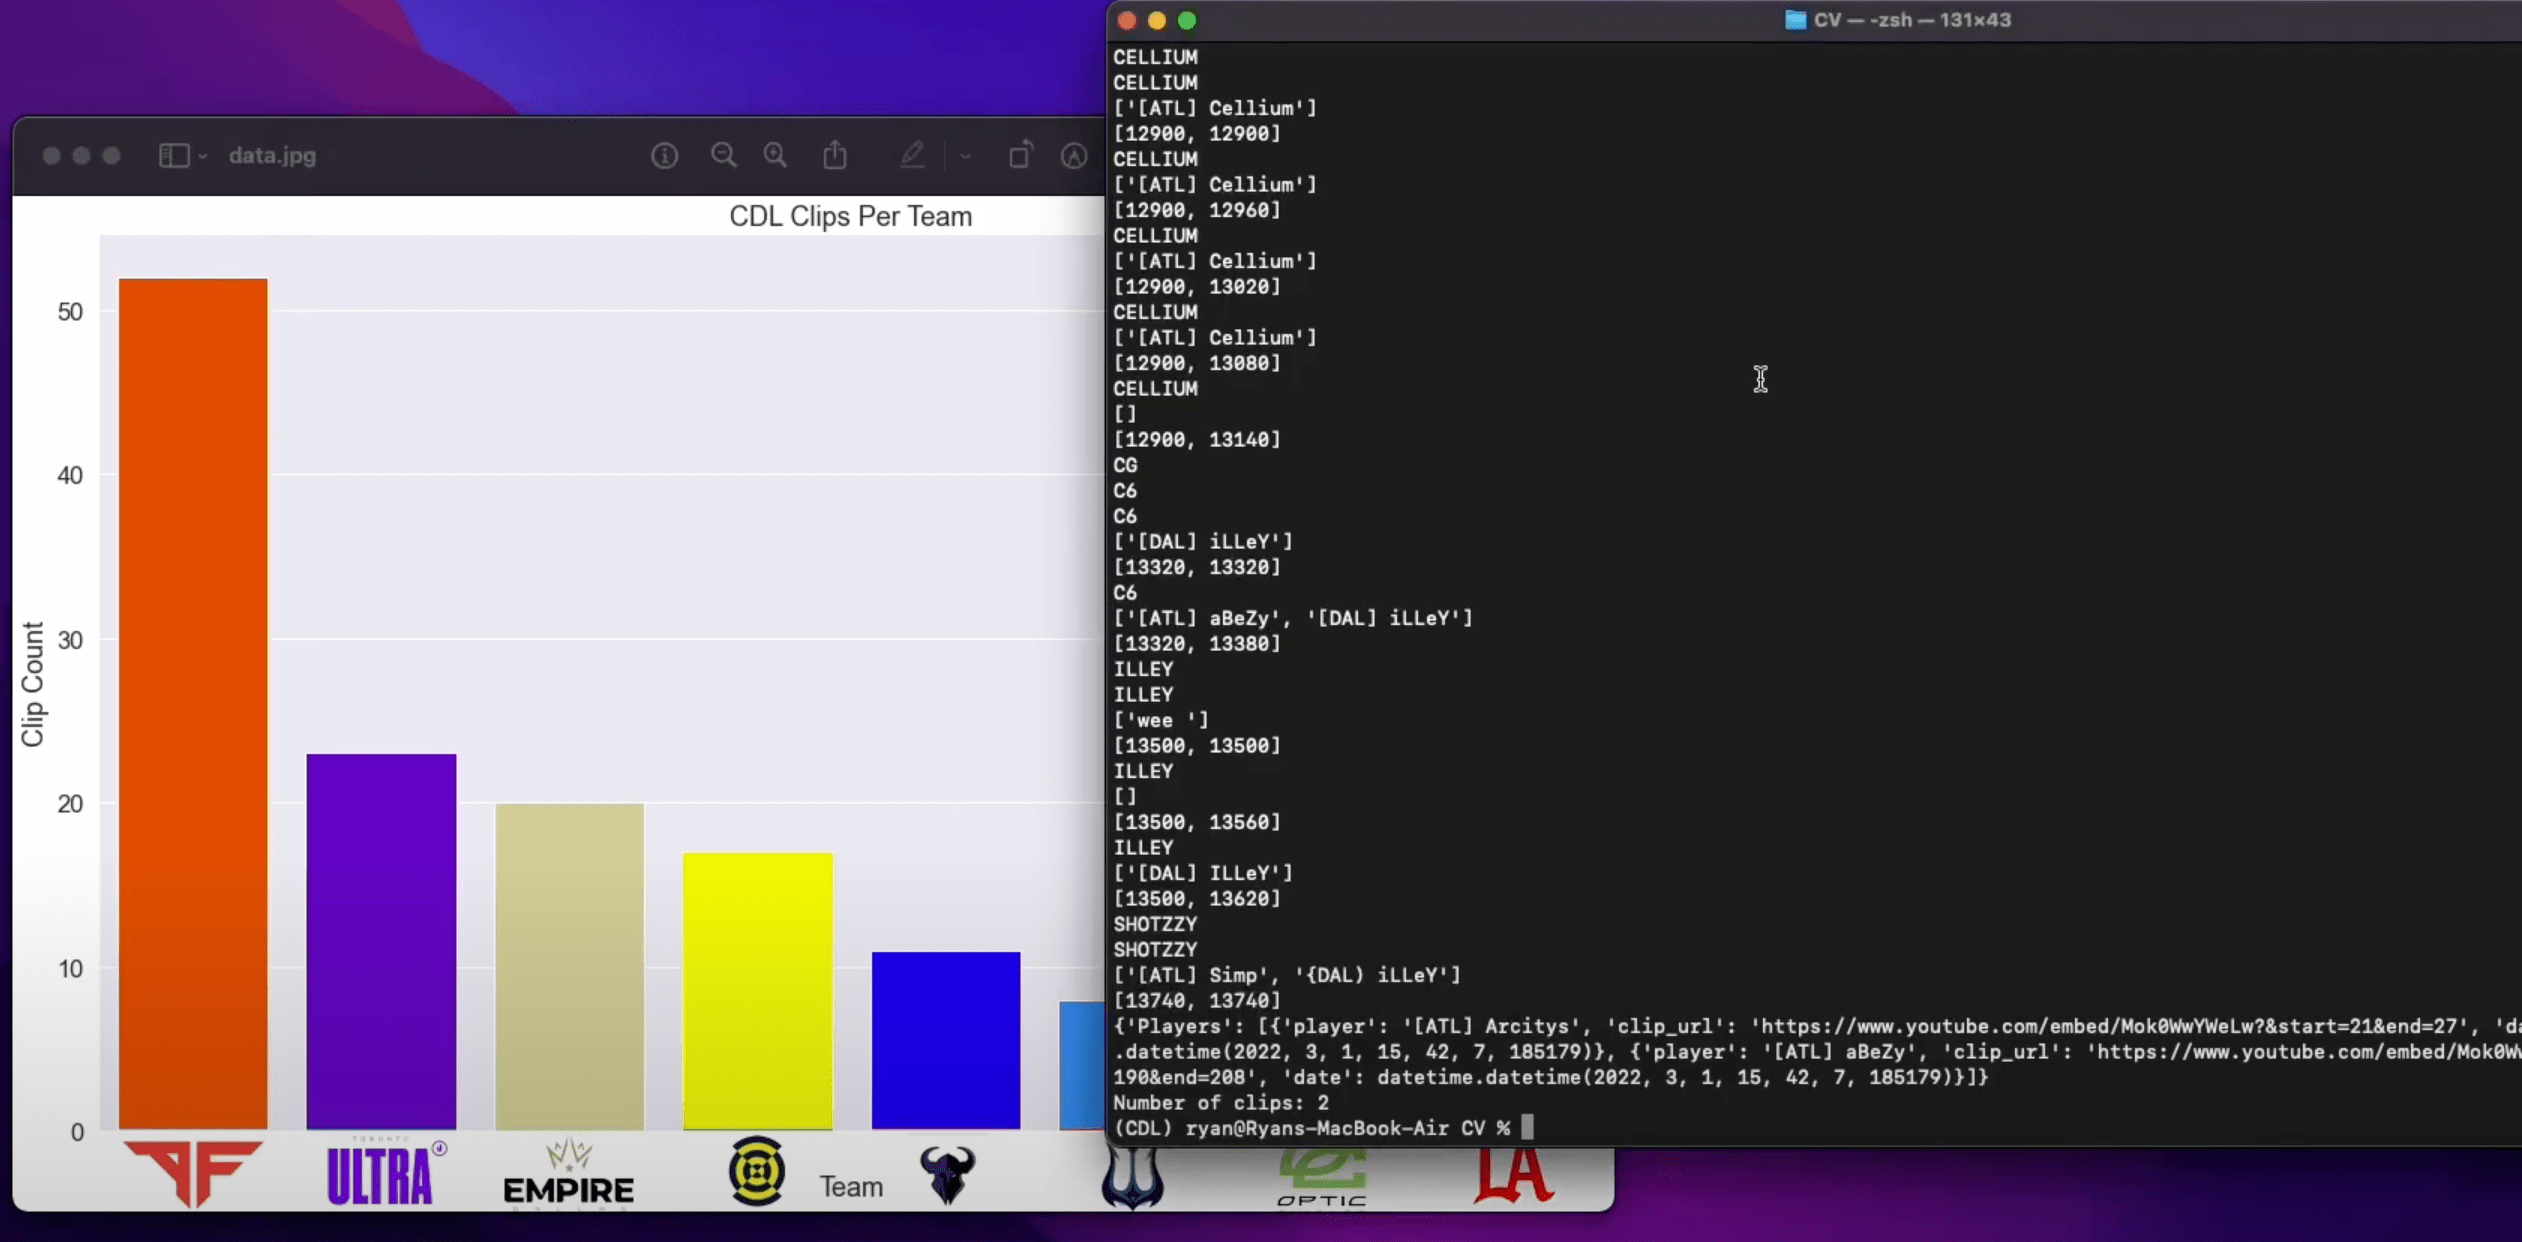 data.jpg
CDL Clips Per Team
50
40
30
20
10
0
Clip Count
TORONTO
ULTRA
EMPIRE
Team
OPTIC
LA
CV — -zsh — 131×43
CELLIUM
CELLIUM
['[ATL] Cellium']
[12900, 12900]
CELLIUM
['[ATL] Cellium']
[12900, 12960]
CELLIUM
['[ATL] Cellium']
[12900, 13020]
CELLIUM
['[ATL] Cellium']
[12900, 13080]
CELLIUM
[]
[12900, 13140]
CG
C6
C6
['[DAL] iLLeY']
[13320, 13320]
C6
['[ATL] aBeZy', '[DAL] iLLeY']
[13320, 13380]
ILLEY
ILLEY
['wee ']
[13500, 13500]
ILLEY
[]
[13500, 13560]
ILLEY
['[DAL] ILLeY']
[13500, 13620]
SHOTZZY
SHOTZZY
['[ATL] Simp', '{DAL) iLLeY']
[13740, 13740]
{'Players': [{'player': '[ATL] Arcitys', 'clip_url': 'https://www.youtube.com/embed/Mok0WwYWeLw?&start=21&end=27', 'da
.datetime(2022, 3, 1, 15, 42, 7, 185179)}, {'player': '[ATL] aBeZy', 'clip_url': 'https://www.youtube.com/embed/Mok0Ww
190&end=208', 'date': datetime.datetime(2022, 3, 1, 15, 42, 7, 185179)}]}
Number of clips: 2
(CDL) ryan@Ryans-MacBook-Air CV %